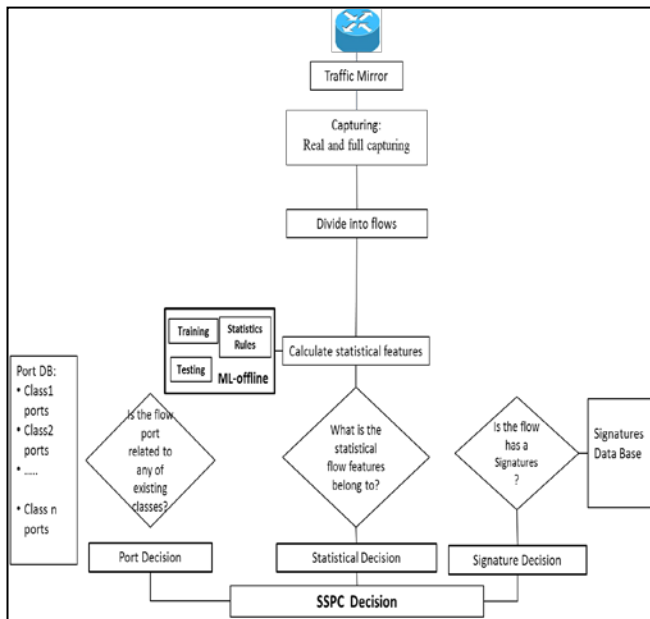 Traffic Mirror
Capturing:
Real and full capturing
Divide into flows
Training
Statistics
Rules
Testing
ML-offline
Calculate statistical features
Port DB:
• Class1
ports
• Class2
ports
• .....
• Class n
ports
Is the flow
port
related to
any of
existing
classes?
What is the
statistical
flow features
belong to?
Is the flow
has a
Signatures
?
Signatures
Data Base
Port Decision
Statistical Decision
Signature Decision
SSPC Decision